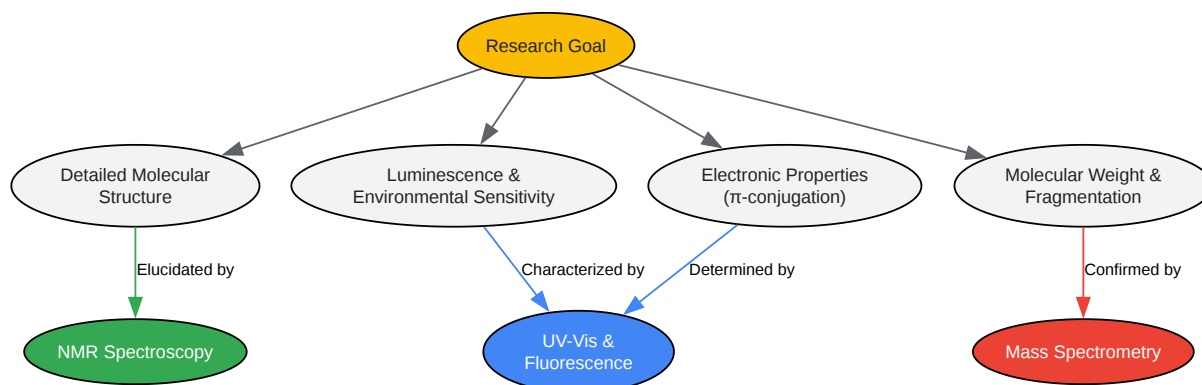 Research Goal
Detailed Molecular
Structure
Luminescence &
Environmental Sensitivity
Electronic Properties
(π-conjugation)
Molecular Weight &
Fragmentation
Elucidated by
Characterized by
Determined by
Confirmed by
NMR Spectroscopy
UV-Vis &
Fluorescence
Mass Spectrometry